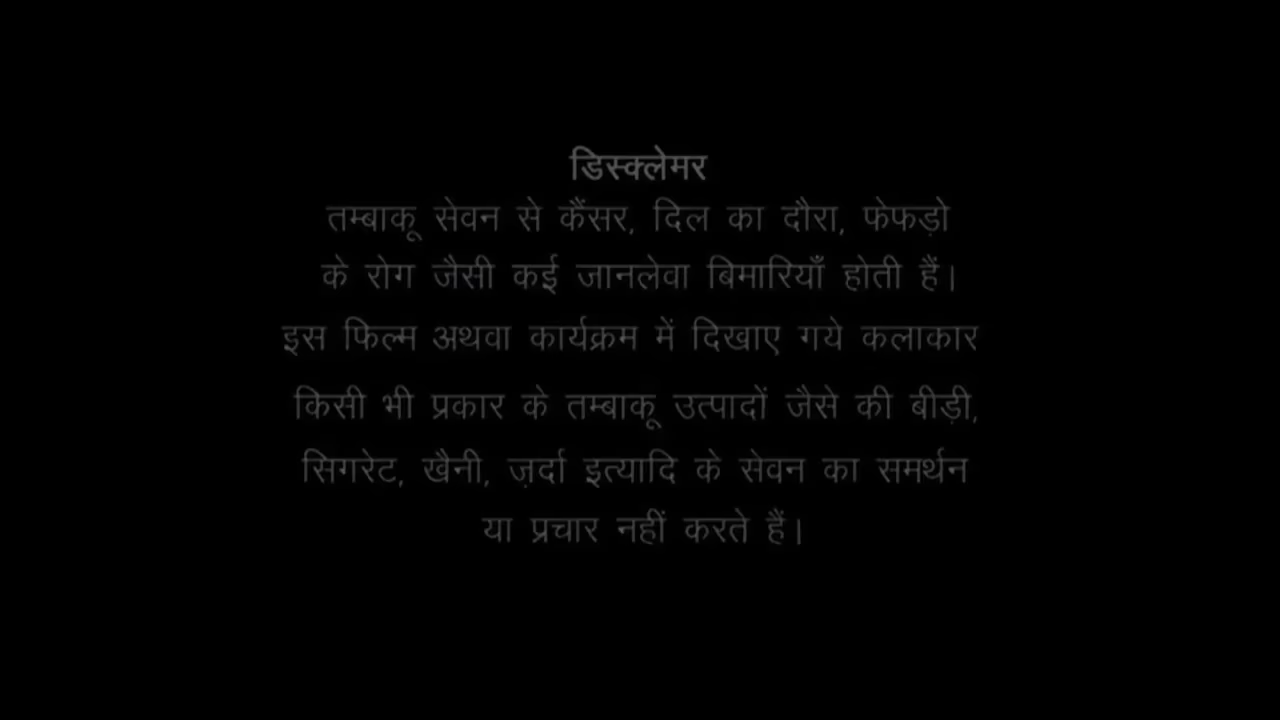 डिस्क्लेमर
तम्बाकू सेवन से कैंसर, दिल का दौरा, फेफड़ो
के रोग जैसी कई जानलेवा बिमारियाँ होती हैं।
इस फिल्म अथवा कार्यक्रम में दिखाए गये कलाकार
किसी भी प्रकार के तम्बाकू उत्पादों जैसे की बीड़ी,
सिगरेट, खैनी, ज़र्दा इत्यादि के सेवन का समर्थन
या प्रचार नहीं करते हैं।